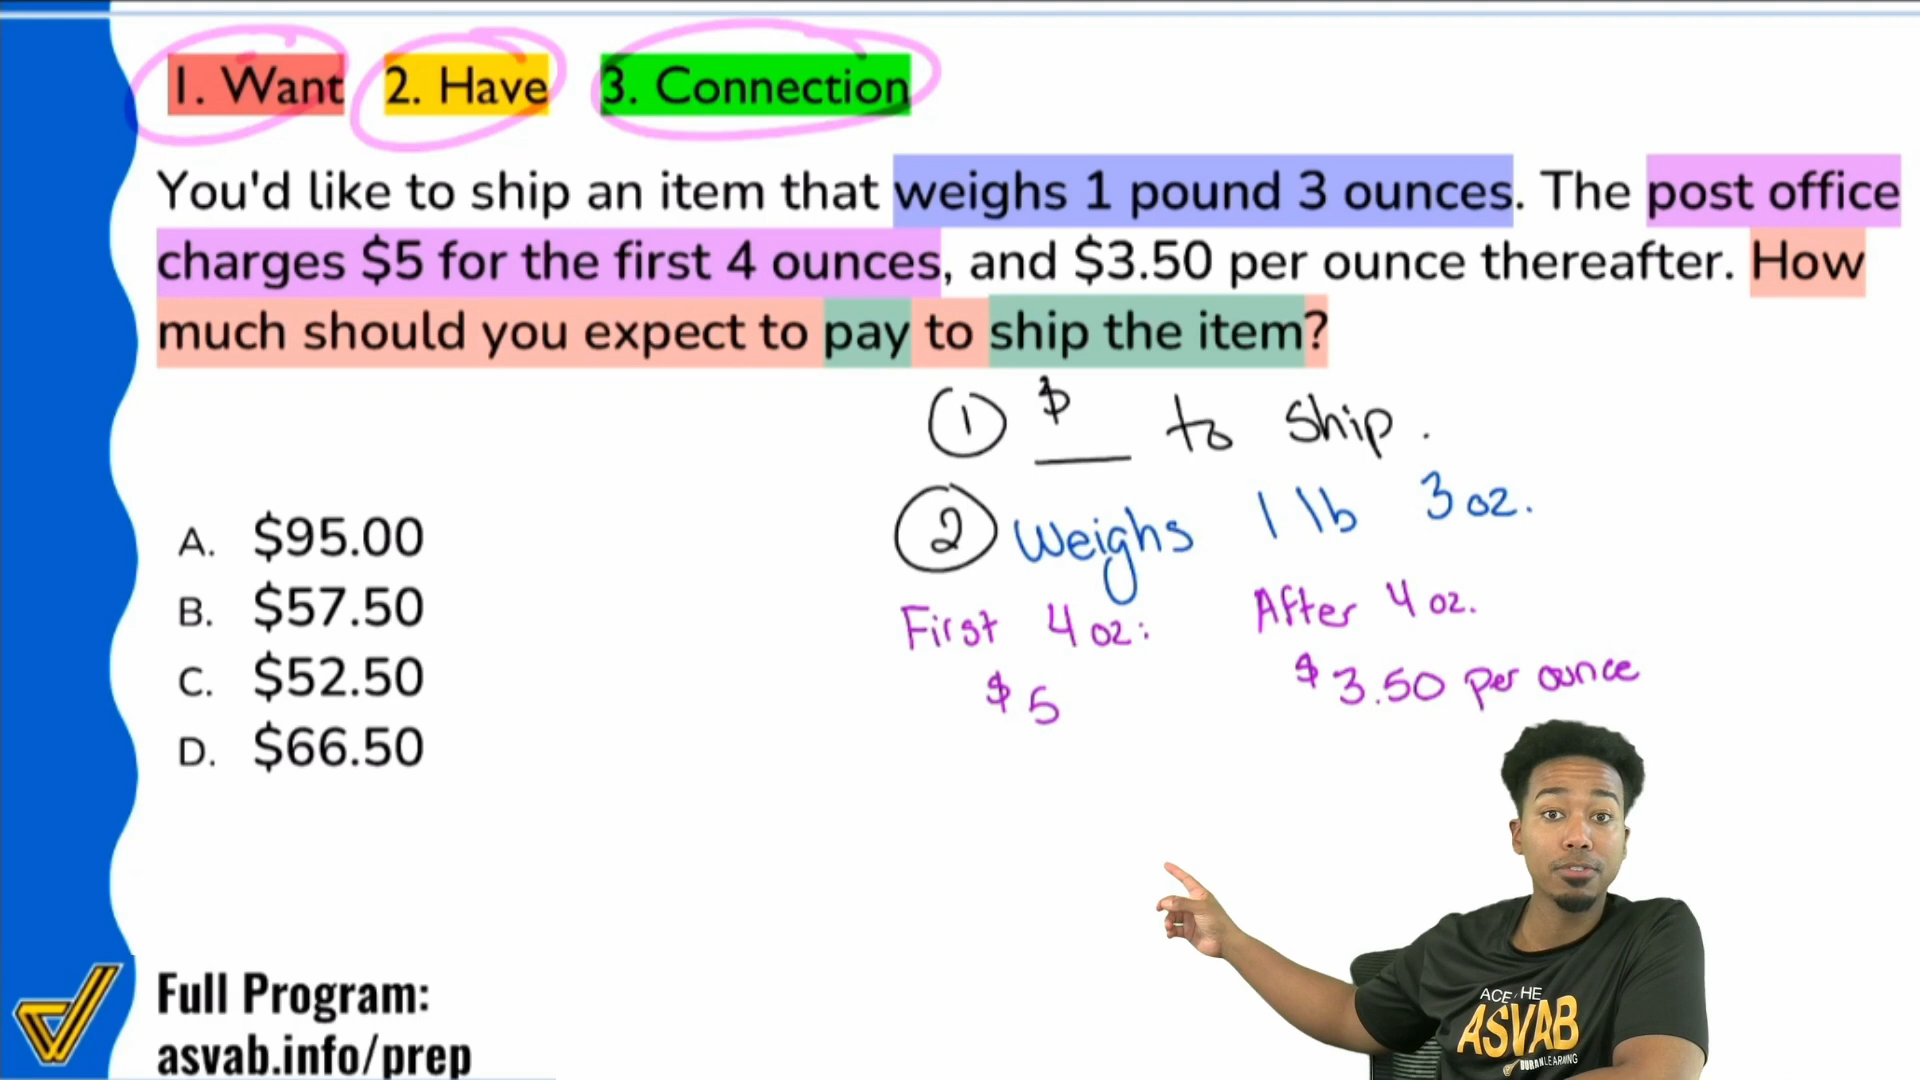 1. Want 2. Have 3. Connection
You'd like to ship an item that weighs 1 pound 3 ounces. The post office
charges $5 for the first 4 ounces, and $3.50 per ounce thereafter. How
much should you expect to pay to ship the item?
1 $ ___ to ship.
2 Weighs 1 lb 3 oz.
First 4 oz: After 4 oz.
$5 $3.50 per ounce
A. $95.00
B. $57.50
C. $52.50
D. $66.50
ACE THE
ASVAB
DURAN LEARNING
Full Program:
asvab.info/prep